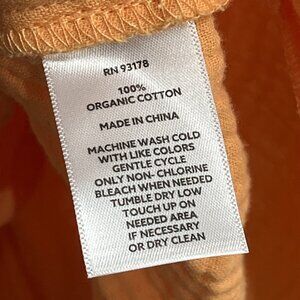 RN 93178
100%
ORGANIC COTTON
MADE IN CHINA
MACHINE WASH COLD
WITH LIKE COLORS
GENTLE CYCLE
ONLY NON- CHLORINE
BLEACH WHEN NEEDED
TUMBLE DRY LOW
TOUCH UP ON
NEEDED AREA
IF NECESSARY
OR DRY CLEAN